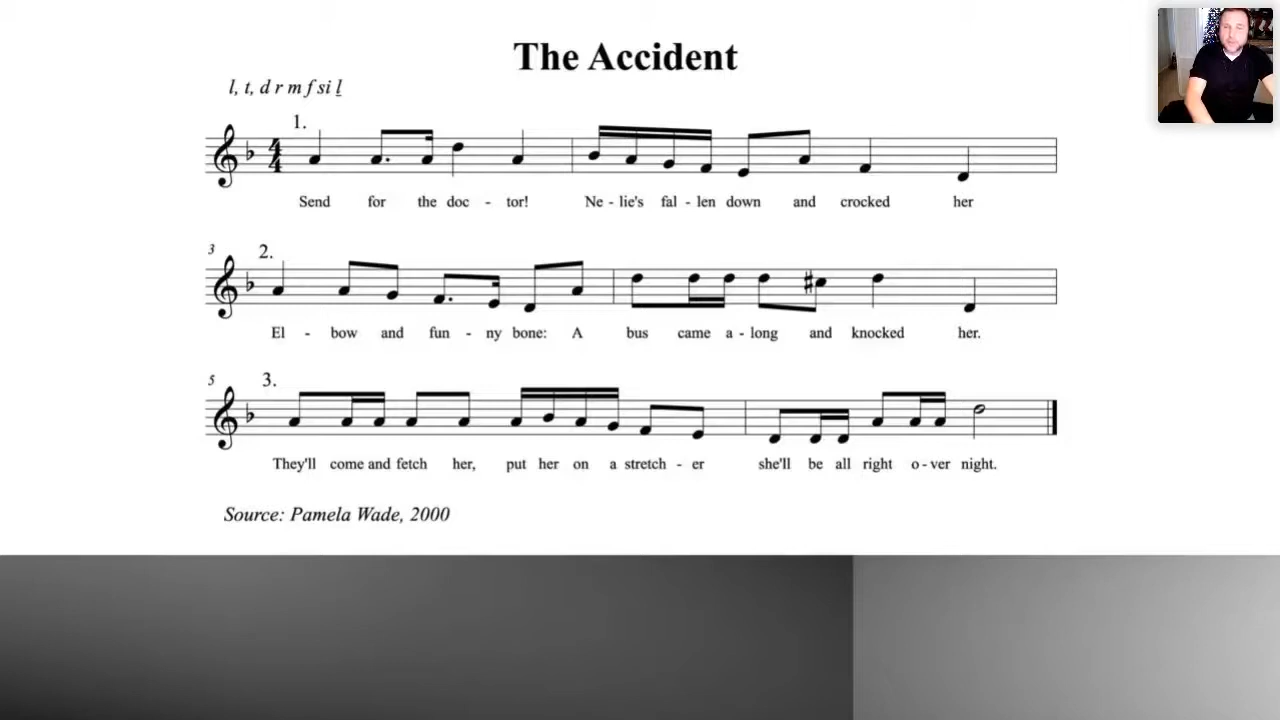 The Accident
l, t, d r m f si l
1.
4
4
Send for the doc - tor! Ne - lie's fal - len down and crocked her
3
2.
El - bow and fun - ny bone: A bus came a - long and knocked her.
5
3.
They'll come and fetch her, put her on a stretch - er she'll be all right o - ver night.
Source: Pamela Wade, 2000